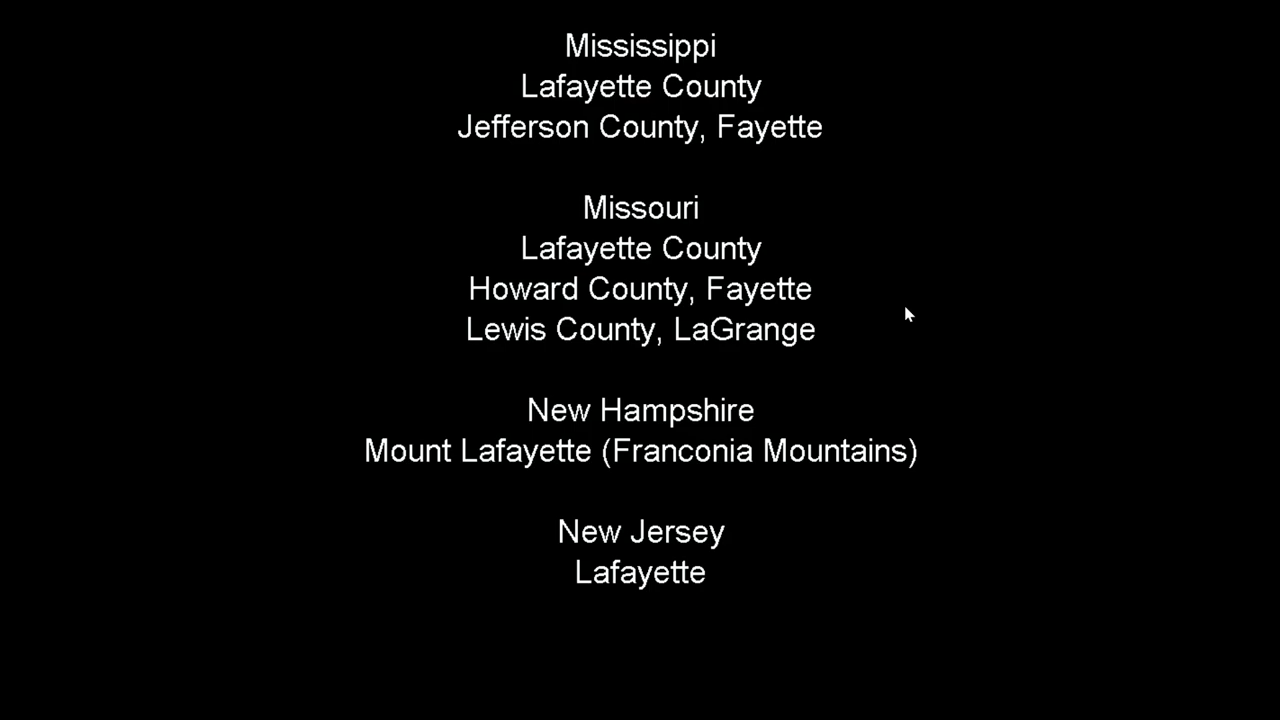 Mississippi
Lafayette County
Jefferson County, Fayette
Missouri
Lafayette County
Howard County, Fayette
Lewis County, LaGrange
New Hampshire
Mount Lafayette (Franconia Mountains)
New Jersey
Lafayette